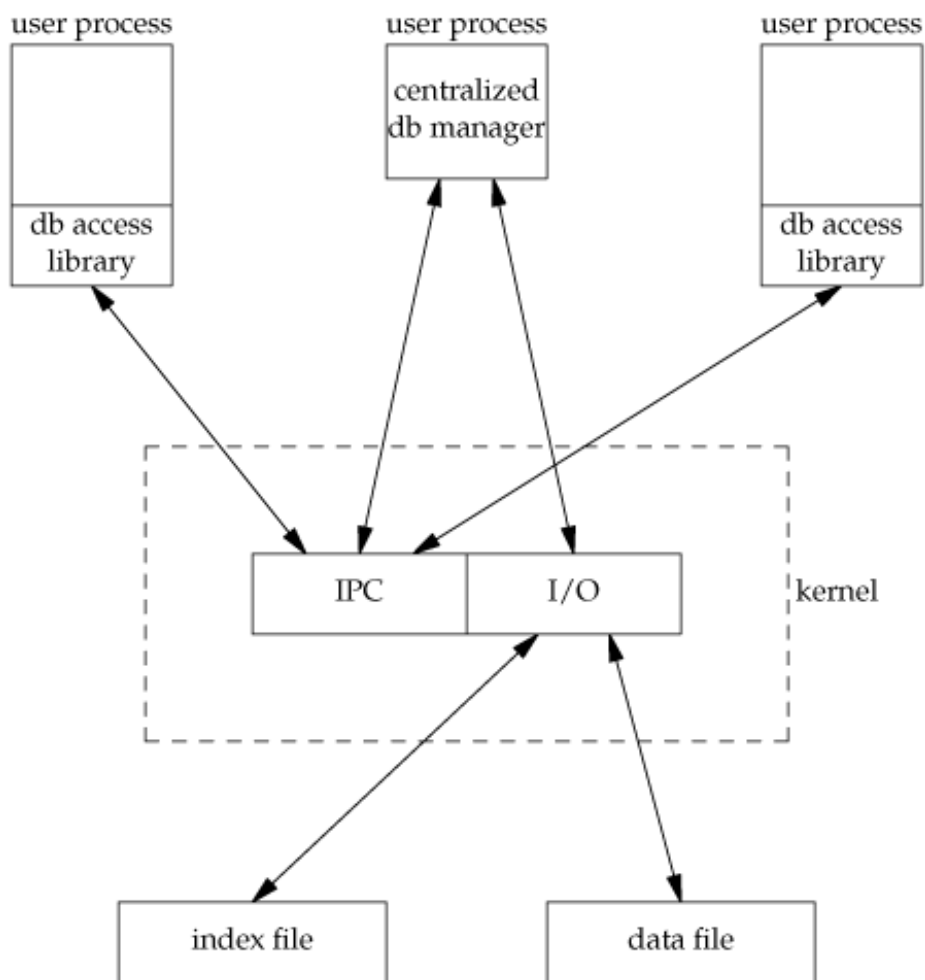 user process
user process
user process
centralized
db manager
db access
library
db access
library
IPC
I/O
kernel
index file
data file